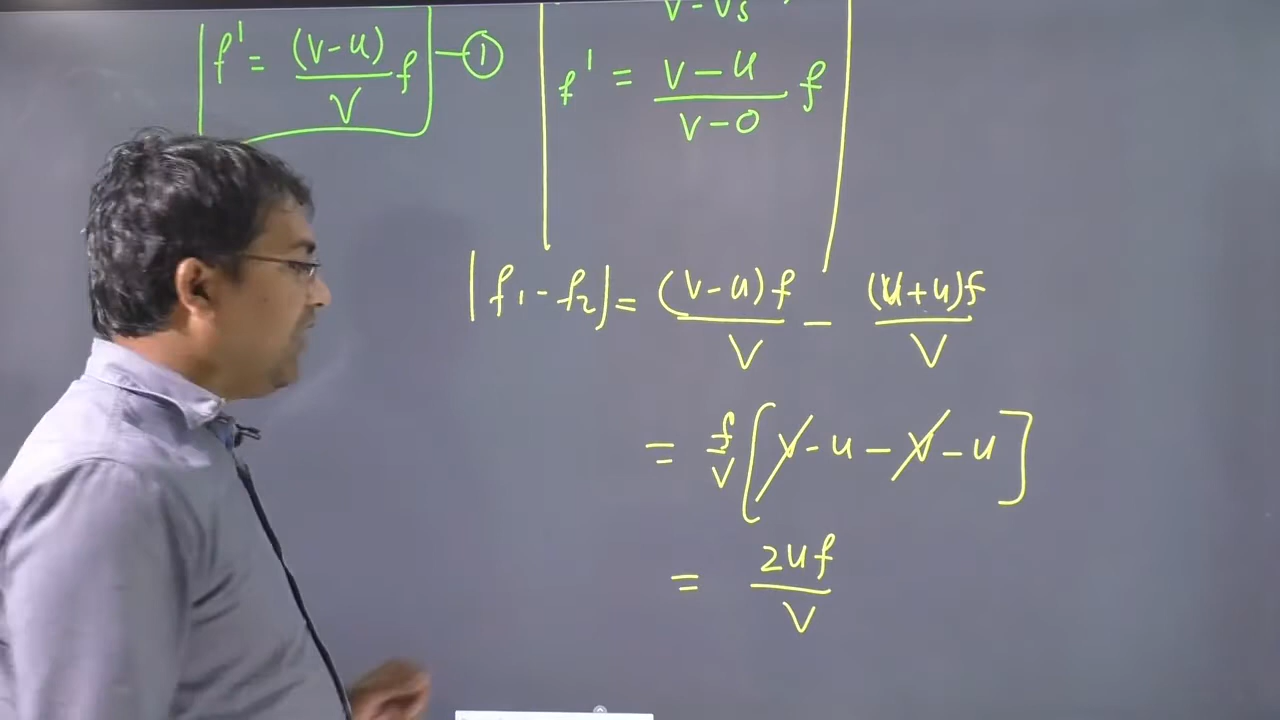 f' = (v-u)/v f —①
v-vs
f' = v-u/v-0 f
|f1-f2| = (v-u)f/v - (u+u)f/v
= f/v [v-u-v-u]
= 2uf/v